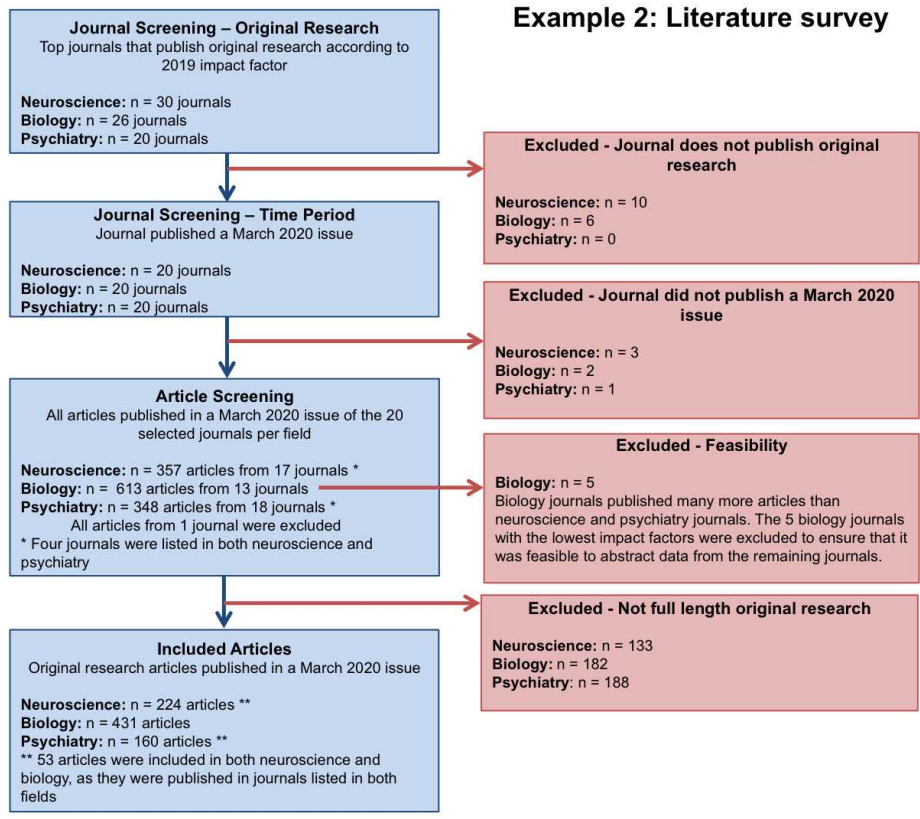 Example 2: Literature survey
Journal Screening – Original Research
Top journals that publish original research according to
2019 impact factor
Neuroscience: n = 30 journals
Biology: n = 26 journals
Psychiatry: n = 20 journals
Excluded - Journal does not publish original
research
Neuroscience: n = 10
Biology: n = 6
Psychiatry: n = 0
Journal Screening – Time Period
Journal published a March 2020 issue
Neuroscience: n = 20 journals
Biology: n = 20 journals
Psychiatry: n = 20 journals
Excluded - Journal did not publish a March 2020
issue
Neuroscience: n = 3
Biology: n = 2
Psychiatry: n = 1
Article Screening
All articles published in a March 2020 issue of the 20
selected journals per field
Neuroscience: n = 357 articles from 17 journals *
Biology: n = 613 articles from 13 journals
Psychiatry: n = 348 articles from 18 journals *
All articles from 1 journal were excluded
* Four journals were listed in both neuroscience and
psychiatry
Excluded - Feasibility
Biology: n = 5
Biology journals published many more articles than
neuroscience and psychiatry journals. The 5 biology journals
with the lowest impact factors were excluded to ensure that it
was feasible to abstract data from the remaining journals.
Excluded - Not full length original research
Neuroscience: n = 133
Biology: n = 182
Psychiatry: n = 188
Included Articles
Original research articles published in a March 2020 issue
Neuroscience: n = 224 articles **
Biology: n = 431 articles
Psychiatry: n = 160 articles **
** 53 articles were included in both neuroscience and
biology, as they were published in journals listed in both
fields